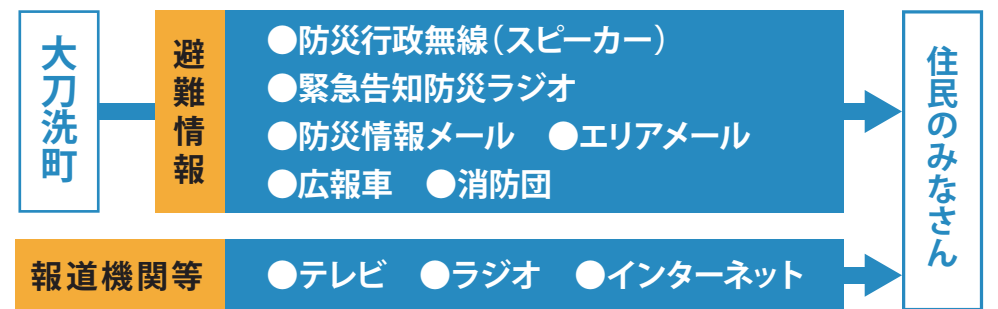 大刀洗町
避難情報
●防災行政無線(スピーカー)
●緊急告知防災ラジオ
●防災情報メール ●エリアメール
●広報車 ●消防団
報道機関等
●テレビ ●ラジオ ●インターネット
住民のみなさん